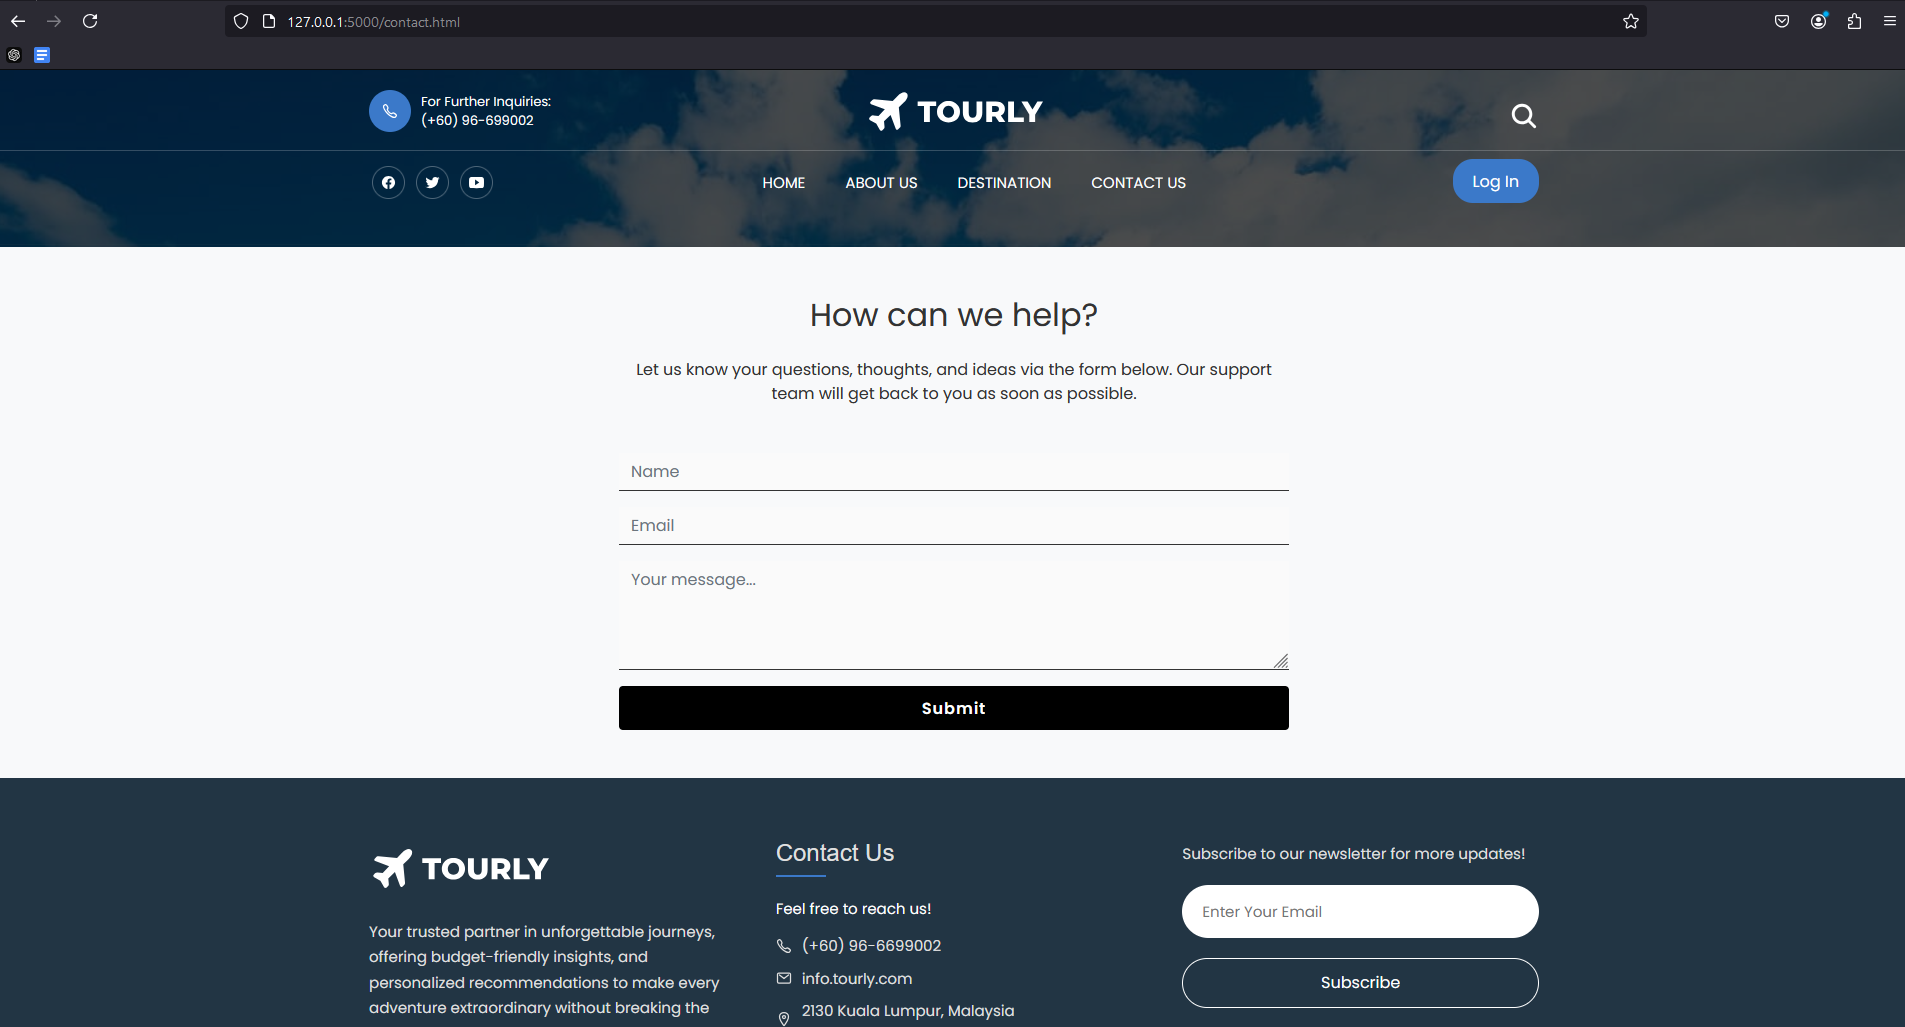 127.0.0.1:5000/contact.html
For Further Inquiries:
(+60) 96-699002
TOURLY
HOME ABOUT US DESTINATION CONTACT US
Log In
How can we help?
Let us know your questions, thoughts, and ideas via the form below. Our support
team will get back to you as soon as possible.
Name
Email
Your message...
Submit
TOURLY
Your trusted partner in unforgettable journeys,
offering budget-friendly insights, and
personalized recommendations to make every
adventure extraordinary without breaking the
Contact Us
Feel free to reach us!
(+60) 96-6699002
info.tourly.com
2130 Kuala Lumpur, Malaysia
Subscribe to our newsletter for more updates!
Enter Your Email
Subscribe